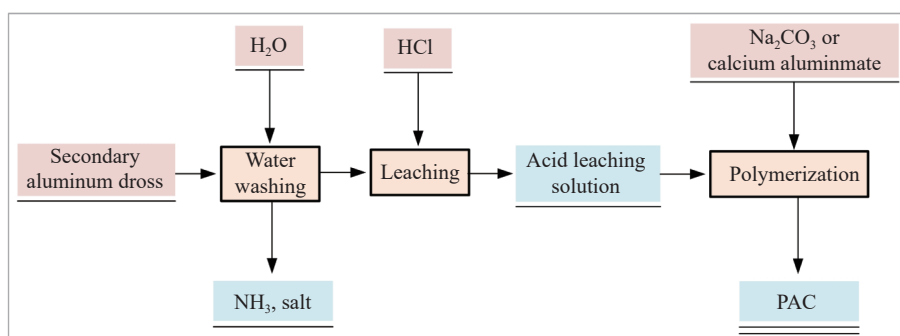 H₂O
HCl
Na₂CO₃ or
calcium aluminmate
Secondary
aluminum dross
Water
washing
Leaching
Acid leaching
solution
Polymerization
NH₃, salt
PAC